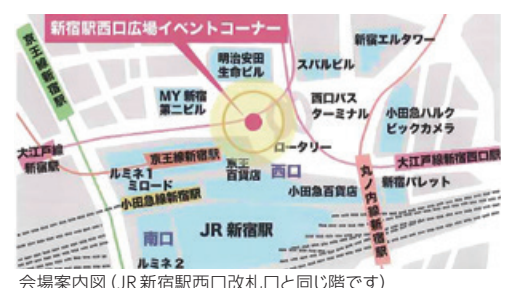 新宿駅西口広場イベントコーナー
京王線新宿駅
明治安田
生命ビル
新宿エルタワー
スバルビル
MY 新宿
第二ビル
西口バス
ターミナル
小田急ハルク
ビックカメラ
ロータリー
大江戸線
新宿駅
京王線新宿駅
京王
百貨店
西口
大江戸線新宿西口駅
丸ノ内線新宿駅
ルミネ1
ミロード
小田急線新宿駅
小田急百貨店
新宿パレット
JR 新宿駅
南口
ルミネ2
会場案内図（JR新宿駅西口改札口と同じ階です）